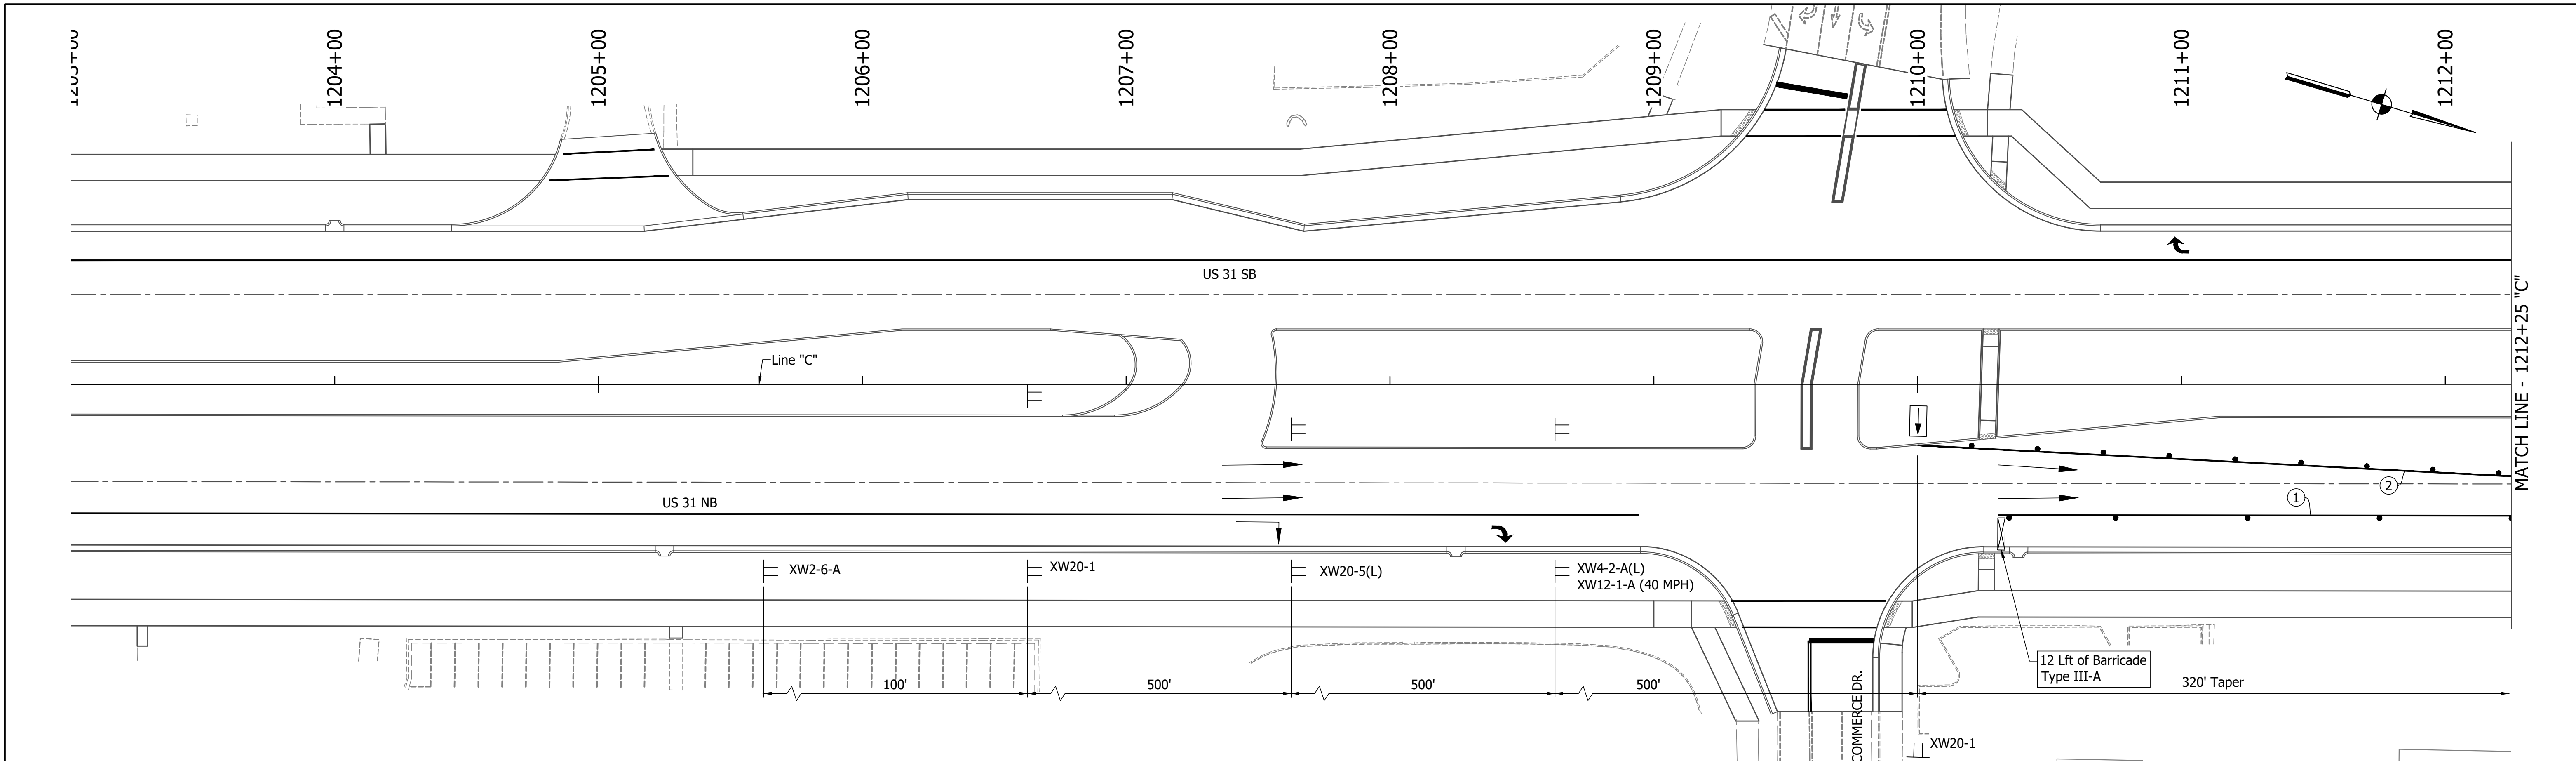 1203+00
1204+00
1205+00
1206+00
1207+00
1208+00
1209+00
1210+00
1211+00
1212+00
US 31 SB
Line "C"
MATCH LINE - 1212+25 "C"
US 31 NB
1
2
XW2-6-A
XW20-1
XW20-5(L)
XW4-2-A(L)
XW12-1-A (40 MPH)
12 Lft of Barricade
Type III-A
100'
500'
500'
500'
320' Taper
COMMERCE DR.
XW20-1